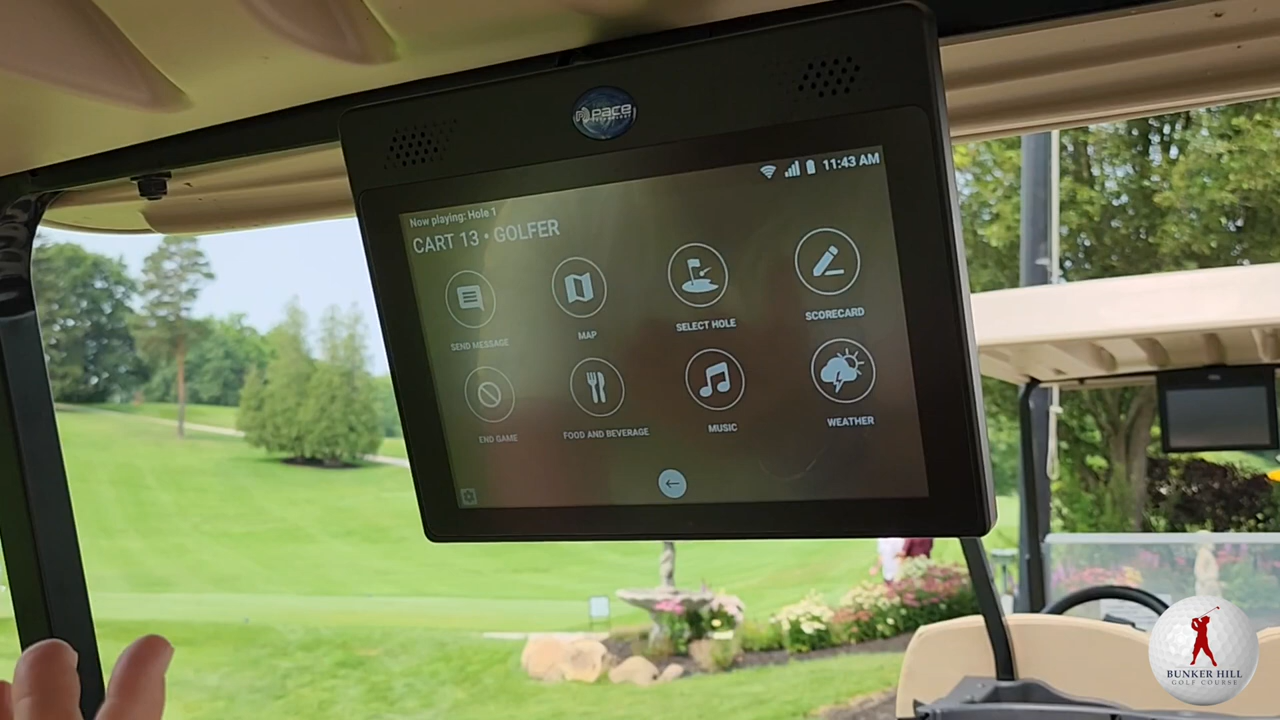 PACE
11:43 AM
Now playing: Hole 1
CART 13 • GOLFER
SEND MESSAGE
MAP
SELECT HOLE
SCORECARD
END GAME
FOOD AND BEVERAGE
MUSIC
WEATHER
BUNKER HILL
GOLF COURSE